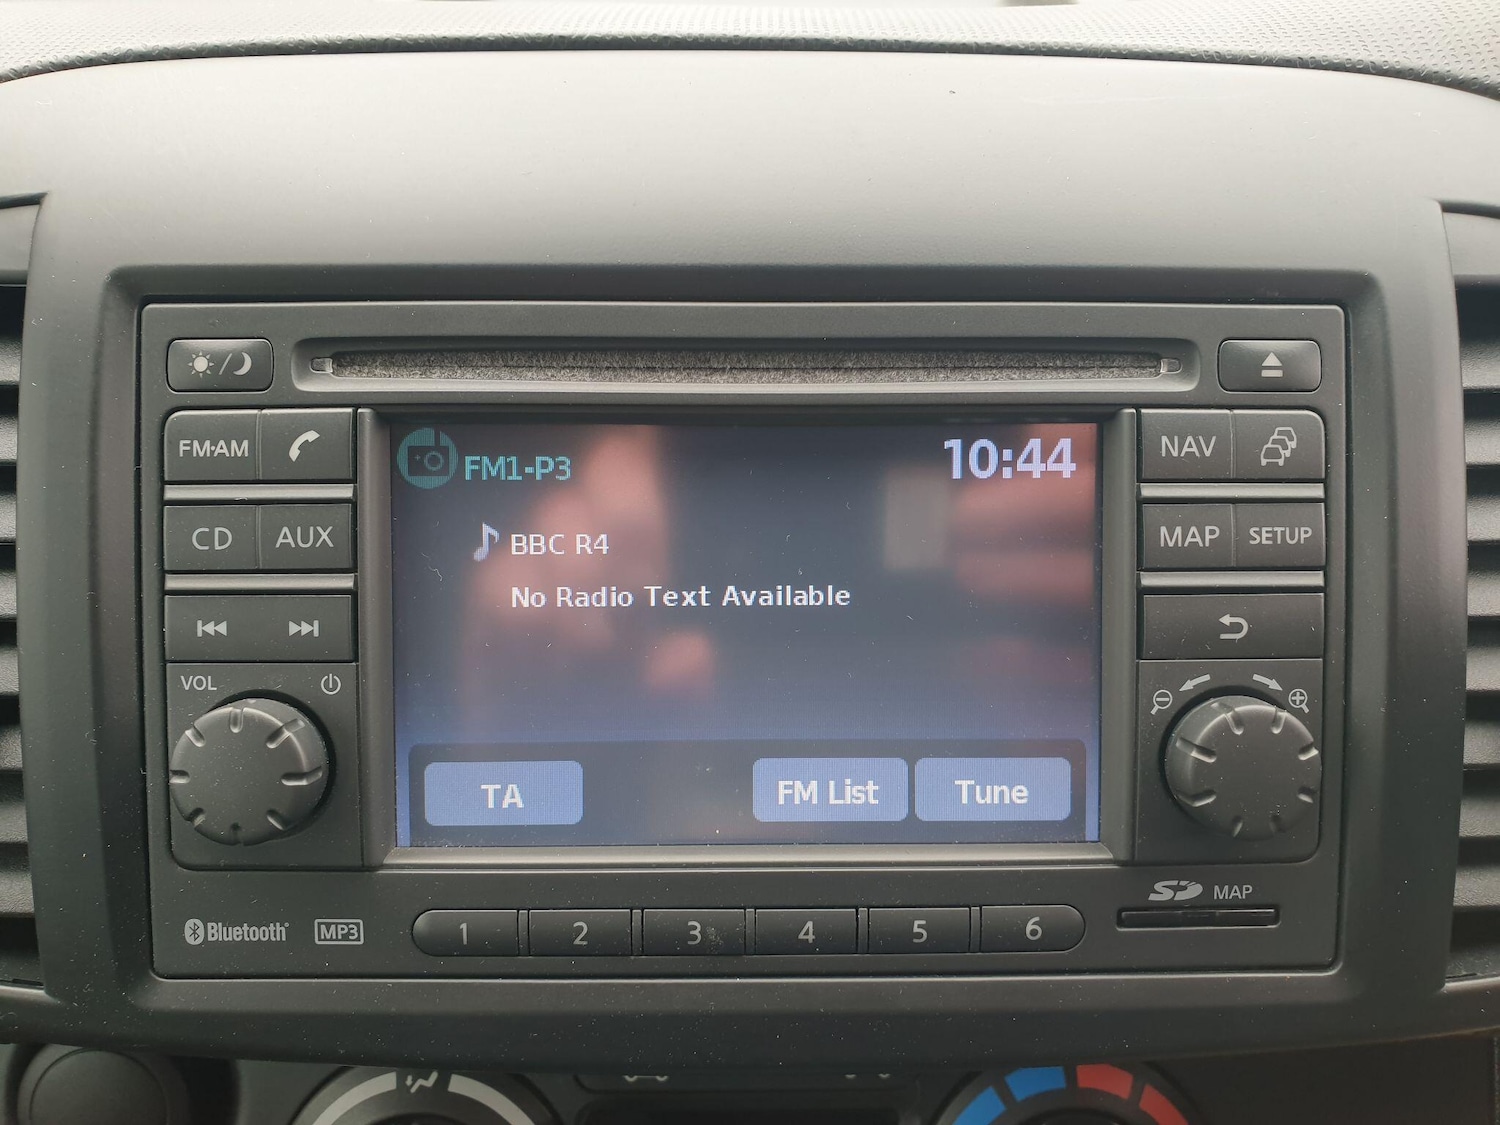 FM·AM
CD AUX
VOL
FM1-P3 10:44
BBC R4
No Radio Text Available
TA FM List Tune
NAV
MAP SETUP
Bluetooth® MP3
1 2 3 4 5 6
SD MAP